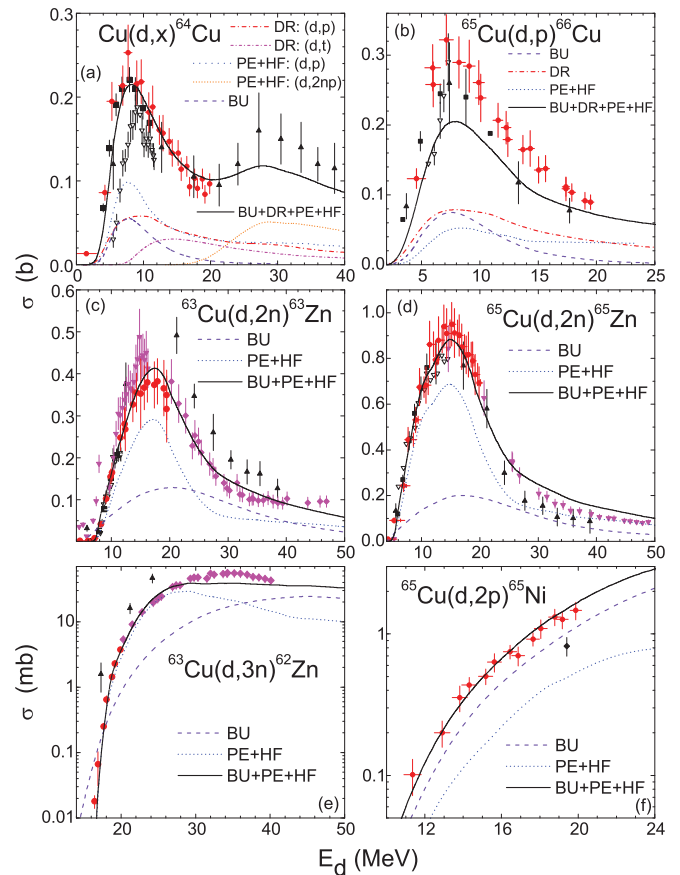 Cu(d,x)⁶⁴Cu
(a)
DR: (d,p)
DR: (d,t)
PE+HF: (d,p)
PE+HF: (d,2np)
BU
BU+DR+PE+HF
0.3
0.2
0.1
0.0
0
10
20
30
40
(b)
⁶⁵Cu(d,p)⁶⁶Cu
BU
DR
PE+HF
BU+DR+PE+HF
0.3
0.2
0.1
0.0
5
10
15
20
25
σ (b)
(c)
⁶³Cu(d,2n)⁶³Zn
BU
PE+HF
BU+PE+HF
0.6
0.5
0.4
0.3
0.2
0.1
10
20
30
40
50
(d)
⁶⁵Cu(d,2n)⁶⁵Zn
BU
PE+HF
BU+PE+HF
1.0
0.8
0.6
0.4
0.2
0.0
10
20
30
40
50
σ (mb)
10
1
0.1
0.01
⁶³Cu(d,3n)⁶²Zn
BU
PE+HF
BU+PE+HF
(e)
20
30
40
50
⁶⁵Cu(d,2p)⁶⁵Ni
1
0.1
BU
PE+HF
BU+PE+HF
(f)
12
16
20
24
E_d (MeV)